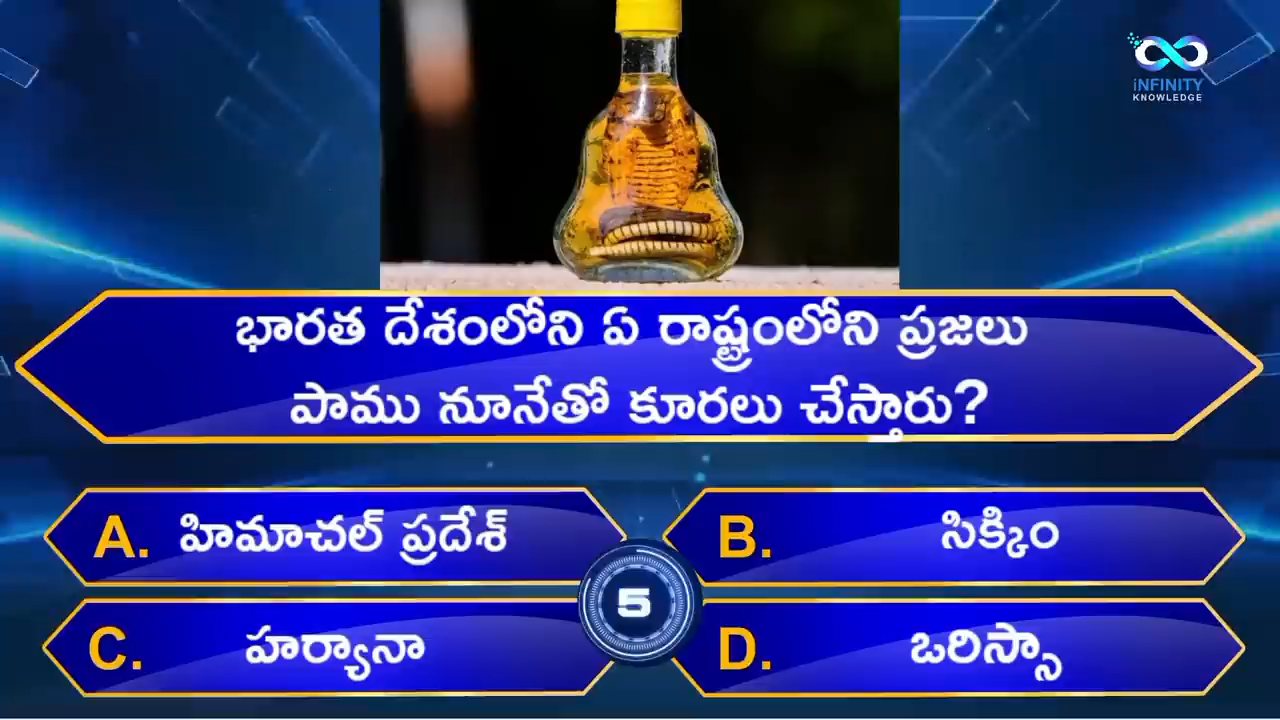 iNFINITY
KNOWLEDGE
భారత దేశంలోని ఏ రాష్ట్రంలోని ప్రజలు
పాము నూనేతో కూరలు చేస్తారు?
A. హిమాచల్ ప్రదేశ్
B. సిక్కిం
5
C. హర్యానా
D. ఒరిస్సా